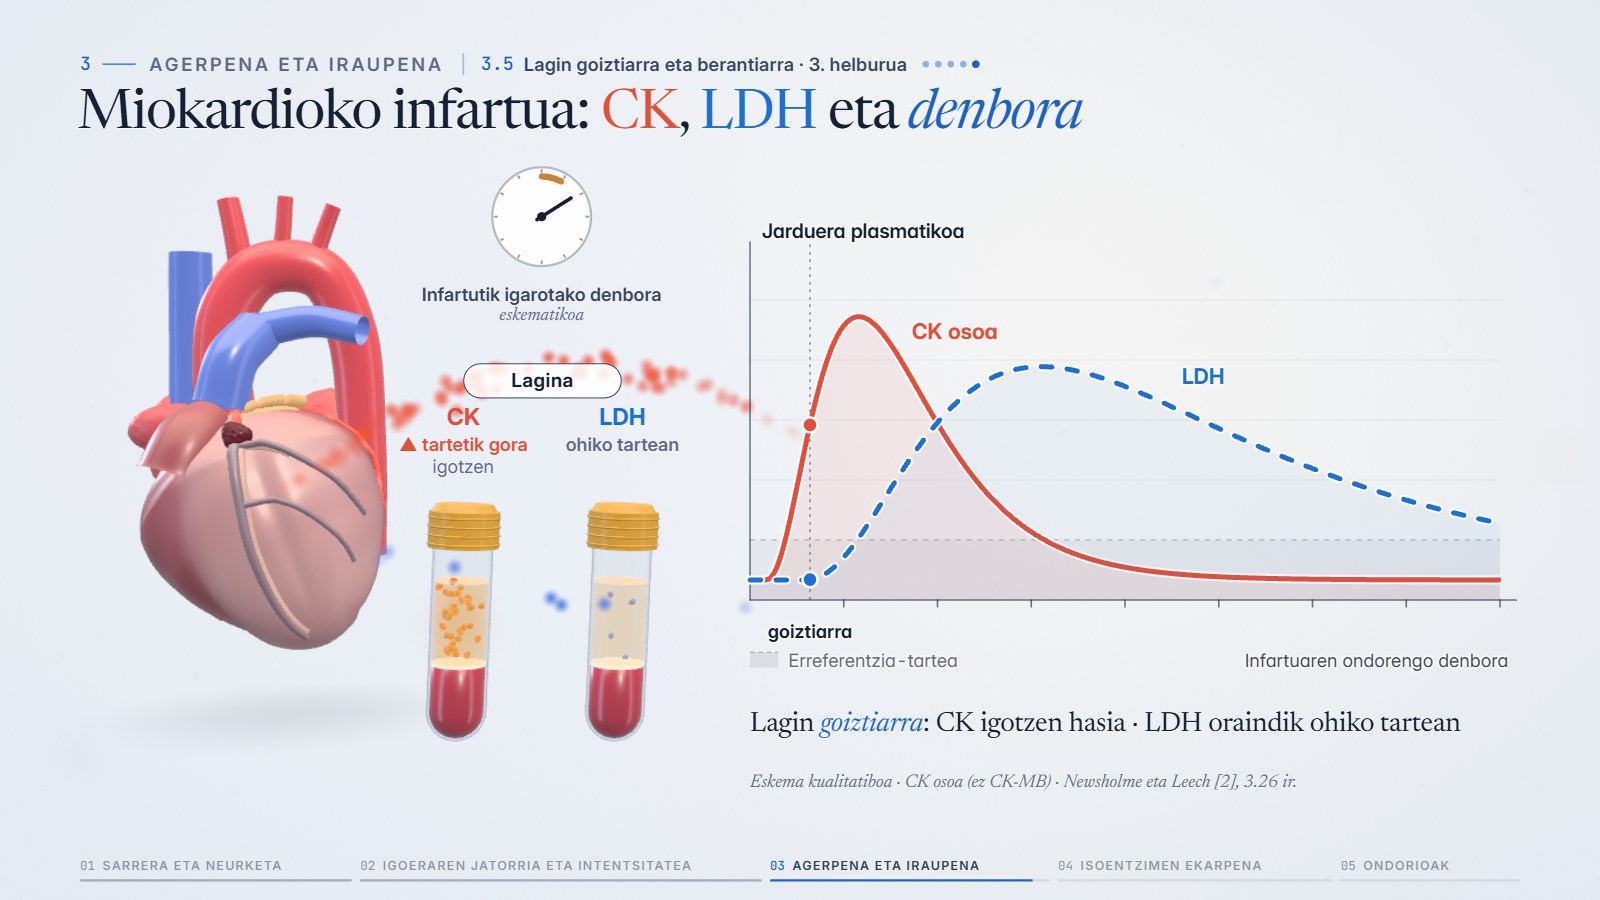 3 — AGERPENA ETA IRAUPENA | 3.5 Lagin goiztiarra eta berantiarra · 3. helburua
Miokardioko infartua: CK, LDH eta denbora
Infartutik igarotako denbora
eskematikoa
Lagina
CK
▲ tartetik gora
igotzen
LDH
ohiko tartean
Jarduera plasmatikoa
CK osoa
LDH
goiztiarra
Erreferentzia-tartea
Infartuaren ondorengo denbora
Lagin goiztiarra: CK igotzen hasia · LDH oraindik ohiko tartean
Eskema kualitatiboa · CK osoa (ez CK-MB) · Newsholme eta Leech [2], 3.26 ir.
01 SARRERA ETA NEURKETA
02 IGOERAREN JATORRIA ETA INTENTSITATEA
03 AGERPENA ETA IRAUPENA
04 ISOENTZIMEN EKARPENA
05 ONDORIOAK